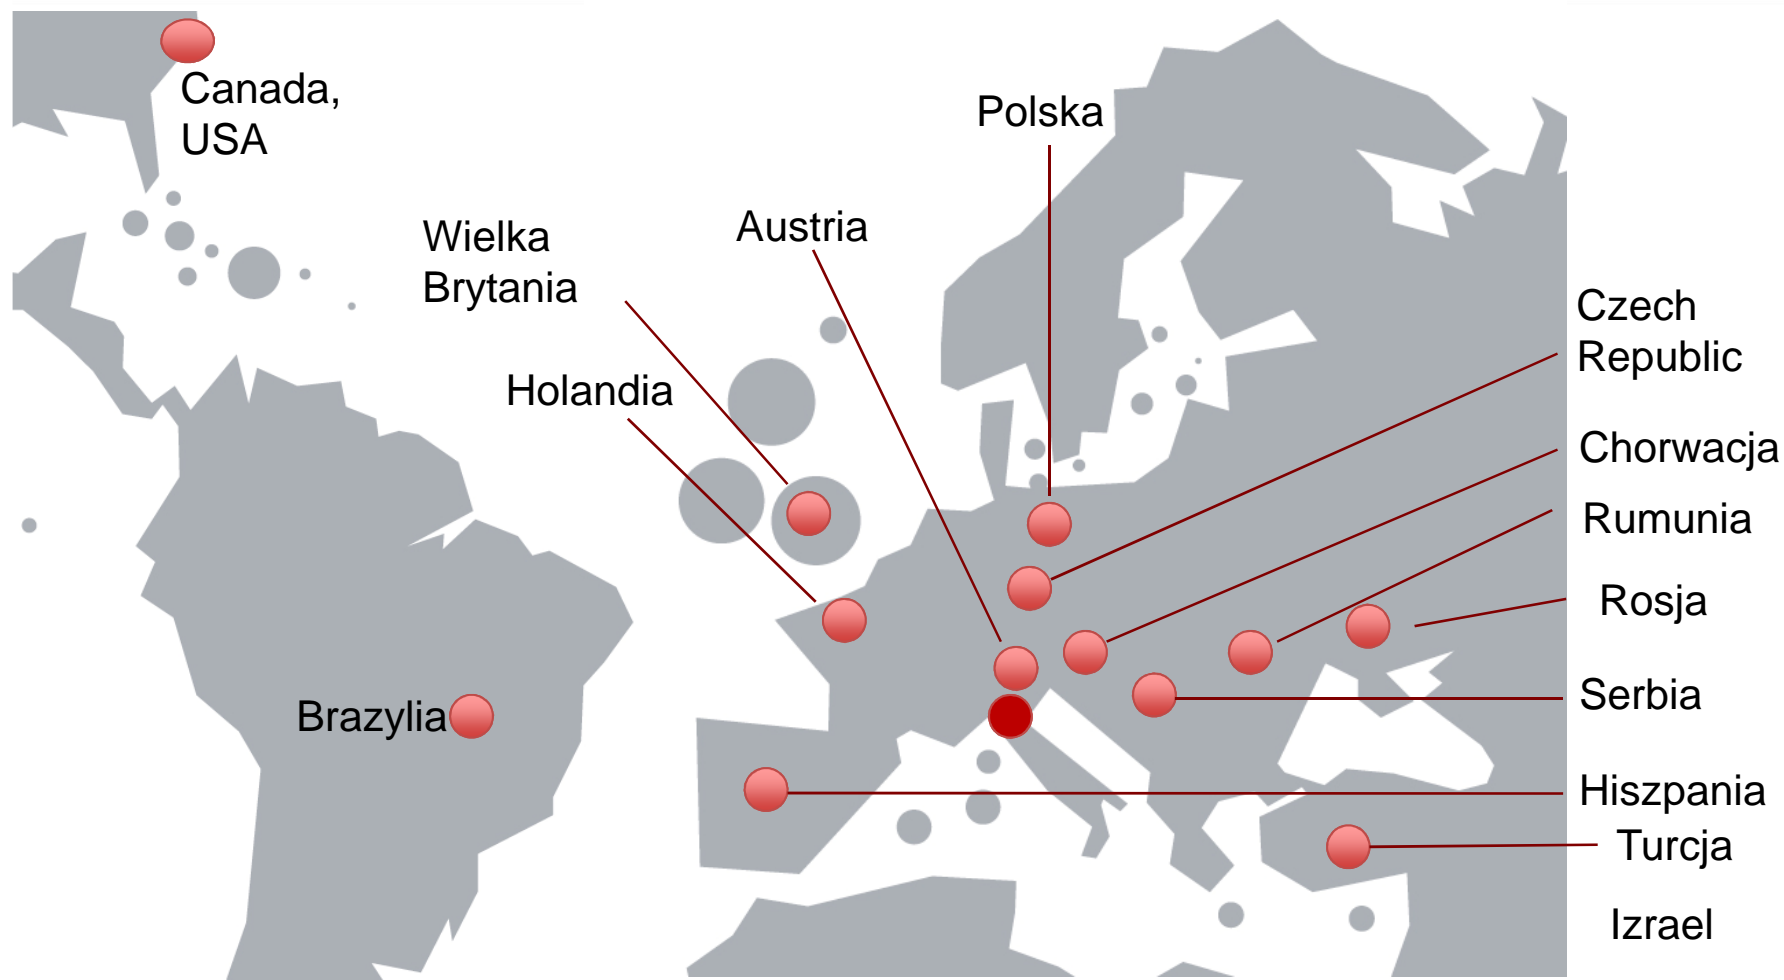 Canada,
USA
Polska
Wielka
Brytania
Austria
Holandia
Czech
Republic
Chorwacja
Rumunia
Rosja
Serbia
Brazylia
Hiszpania
Turcja
Izrael